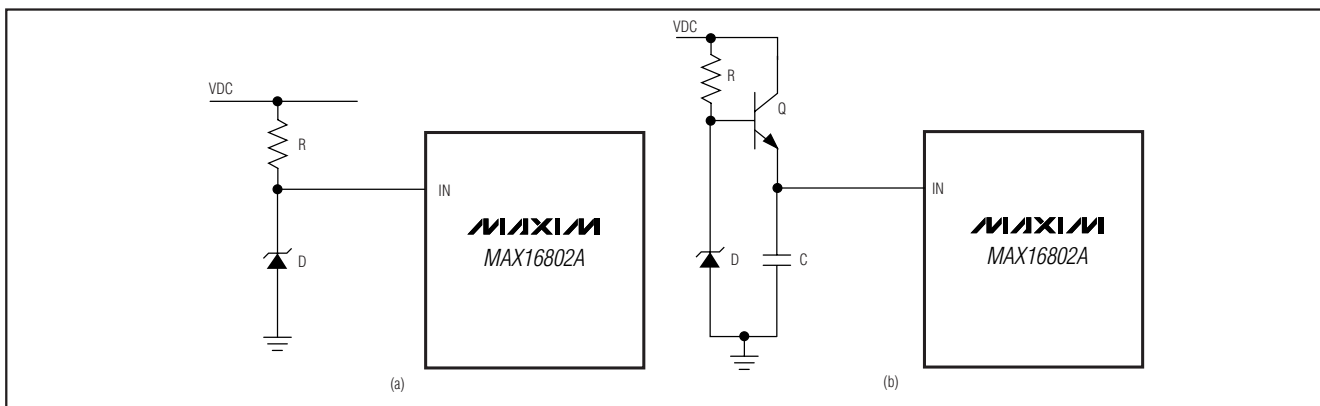 VDC
R
IN
MAXIM
MAX16802A
D
(a)
VDC
R
Q
IN
MAXIM
MAX16802A
D
C
(b)